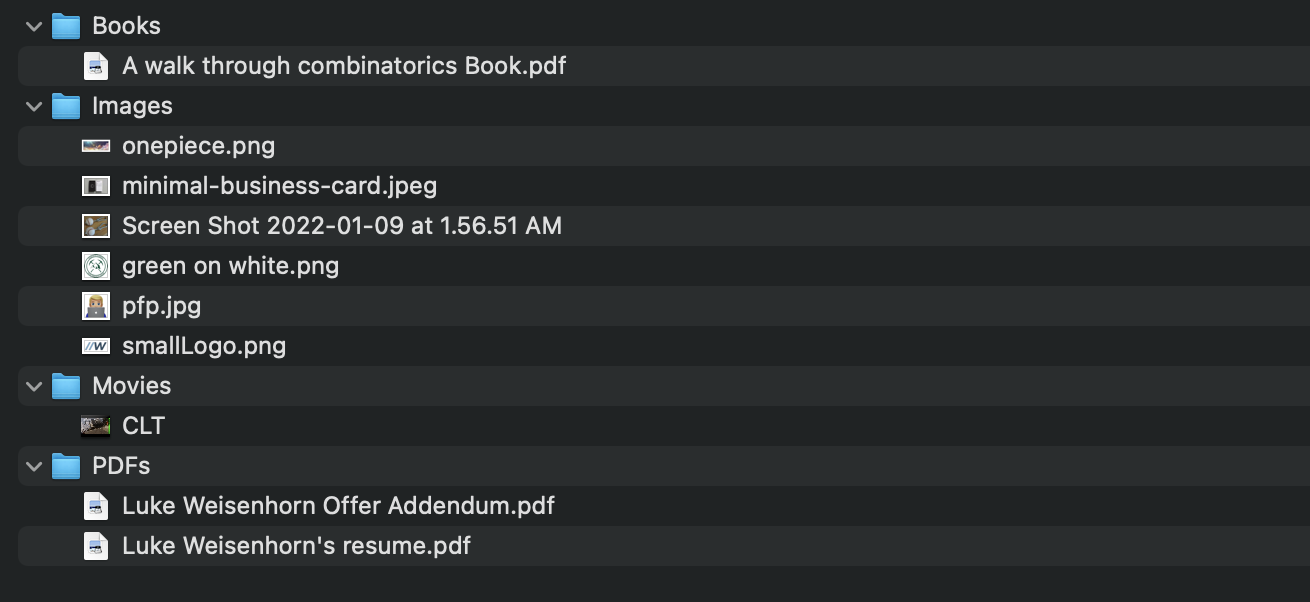 Books
A walk through combinatorics Book.pdf
Images
onepiece.png
minimal-business-card.jpeg
Screen Shot 2022-01-09 at 1.56.51 AM
green on white.png
pfp.jpg
smallLogo.png
Movies
CLT
PDFs
Luke Weisenhorn Offer Addendum.pdf
Luke Weisenhorn's resume.pdf